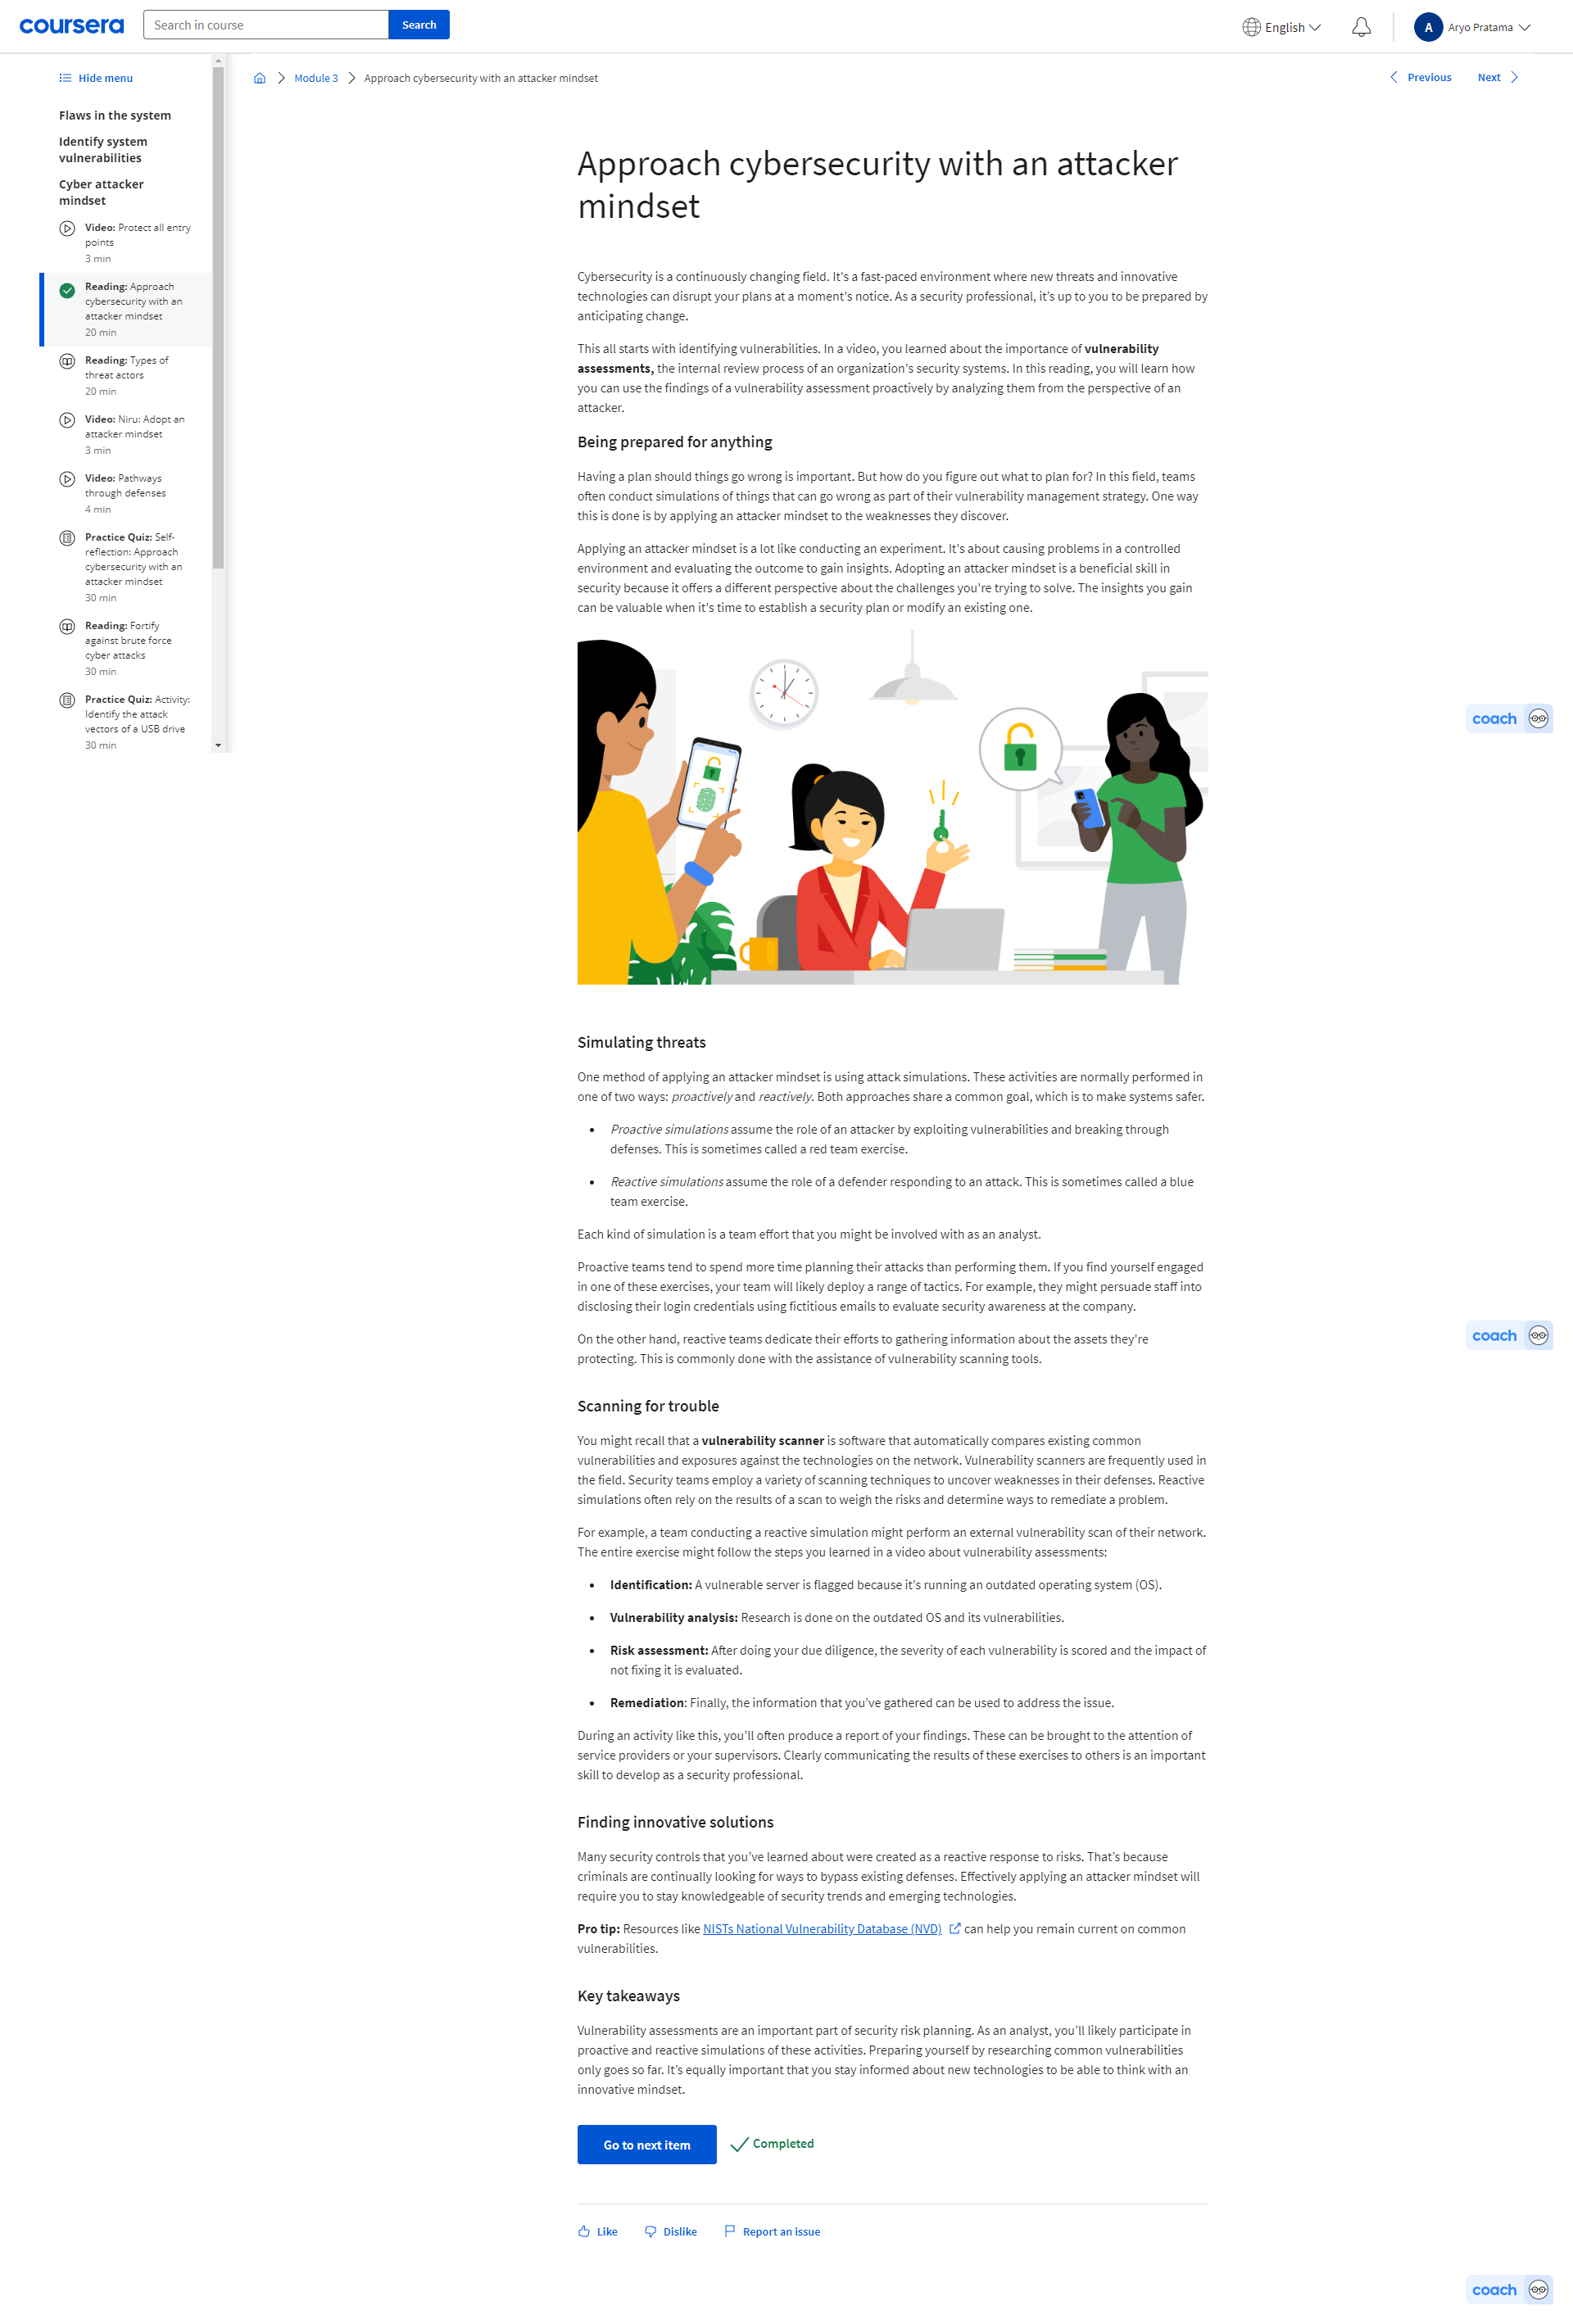 coursera
Search in course
Search
English
A
Aryo Pratama
Hide menu
Flaws in the system
Identify system
vulnerabilities
Cyber attacker
mindset
Video: Protect all entry
points
3 min
Reading: Approach
cybersecurity with an
attacker mindset
20 min
Reading: Types of
threat actors
20 min
Video: Niru: Adopt an
attacker mindset
3 min
Video: Pathways
through defenses
4 min
Practice Quiz: Self-
reflection: Approach
cybersecurity with an
attacker mindset
30 min
Reading: Fortify
against brute force
cyber attacks
30 min
Practice Quiz: Activity:
Identify the attack
vectors of a USB drive
30 min
Module 3
Approach cybersecurity with an attacker mindset
Previous
Next
Approach cybersecurity with an attacker
mindset
Cybersecurity is a continuously changing field. It's a fast-paced environment where new threats and innovative
technologies can disrupt your plans at a moment's notice. As a security professional, it’s up to you to be prepared by
anticipating change.
This all starts with identifying vulnerabilities. In a video, you learned about the importance of vulnerability
assessments, the internal review process of an organization's security systems. In this reading, you will learn how
you can use the findings of a vulnerability assessment proactively by analyzing them from the perspective of an
attacker.
Being prepared for anything
Having a plan should things go wrong is important. But how do you figure out what to plan for? In this field, teams
often conduct simulations of things that can go wrong as part of their vulnerability management strategy. One way
this is done is by applying an attacker mindset to the weaknesses they discover.
Applying an attacker mindset is a lot like conducting an experiment. It's about causing problems in a controlled
environment and evaluating the outcome to gain insights. Adopting an attacker mindset is a beneficial skill in
security because it offers a different perspective about the challenges you're trying to solve. The insights you gain
can be valuable when it's time to establish a security plan or modify an existing one.
coach
Simulating threats
One method of applying an attacker mindset is using attack simulations. These activities are normally performed in
one of two ways: proactively and reactively. Both approaches share a common goal, which is to make systems safer.
Proactive simulations assume the role of an attacker by exploiting vulnerabilities and breaking through
defenses. This is sometimes called a red team exercise.
Reactive simulations assume the role of a defender responding to an attack. This is sometimes called a blue
team exercise.
Each kind of simulation is a team effort that you might be involved with as an analyst.
Proactive teams tend to spend more time planning their attacks than performing them. If you find yourself engaged
in one of these exercises, your team will likely deploy a range of tactics. For example, they might persuade staff into
disclosing their login credentials using fictitious emails to evaluate security awareness at the company.
On the other hand, reactive teams dedicate their efforts to gathering information about the assets they're
protecting. This is commonly done with the assistance of vulnerability scanning tools.
coach
Scanning for trouble
You might recall that a vulnerability scanner is software that automatically compares existing common
vulnerabilities and exposures against the technologies on the network. Vulnerability scanners are frequently used in
the field. Security teams employ a variety of scanning techniques to uncover weaknesses in their defenses. Reactive
simulations often rely on the results of a scan to weigh the risks and determine ways to remediate a problem.
For example, a team conducting a reactive simulation might perform an external vulnerability scan of their network.
The entire exercise might follow the steps you learned in a video about vulnerability assessments:
Identification: A vulnerable server is flagged because it's running an outdated operating system (OS).
Vulnerability analysis: Research is done on the outdated OS and its vulnerabilities.
Risk assessment: After doing your due diligence, the severity of each vulnerability is scored and the impact of
not fixing it is evaluated.
Remediation: Finally, the information that you’ve gathered can be used to address the issue.
During an activity like this, you’ll often produce a report of your findings. These can be brought to the attention of
service providers or your supervisors. Clearly communicating the results of these exercises to others is an important
skill to develop as a security professional.
Finding innovative solutions
Many security controls that you’ve learned about were created as a reactive response to risks. That’s because
criminals are continually looking for ways to bypass existing defenses. Effectively applying an attacker mindset will
require you to stay knowledgeable of security trends and emerging technologies.
Pro tip: Resources like NISTs National Vulnerability Database (NVD) can help you remain current on common
vulnerabilities.
Key takeaways
Vulnerability assessments are an important part of security risk planning. As an analyst, you’ll likely participate in
proactive and reactive simulations of these activities. Preparing yourself by researching common vulnerabilities
only goes so far. It’s equally important that you stay informed about new technologies to be able to think with an
innovative mindset.
Go to next item
Completed
Like
Dislike
Report an issue
coach